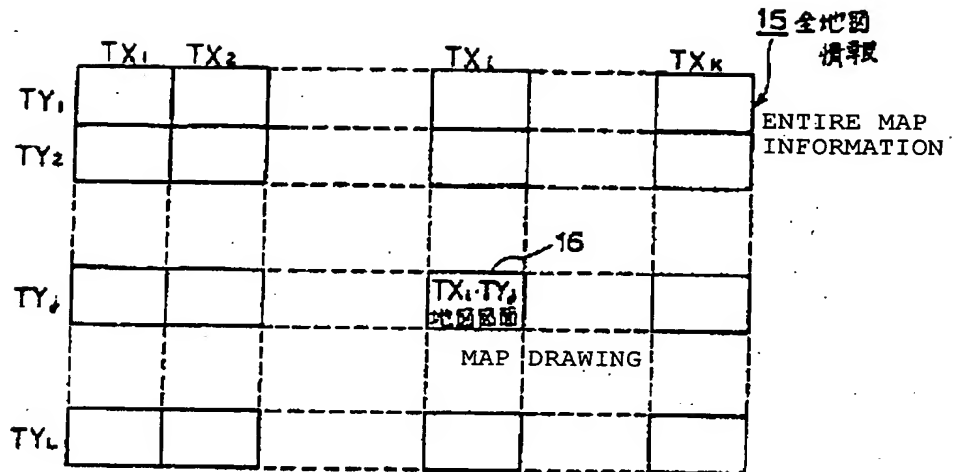 15 全地図
情報
TX₁ TX₂ TXᵢ TXₖ
TY₁
ENTIRE MAP
INFORMATION
TY₂
16
TYⱼ
TXᵢ·TYⱼ
地図図面
MAP DRAWING
TY_L